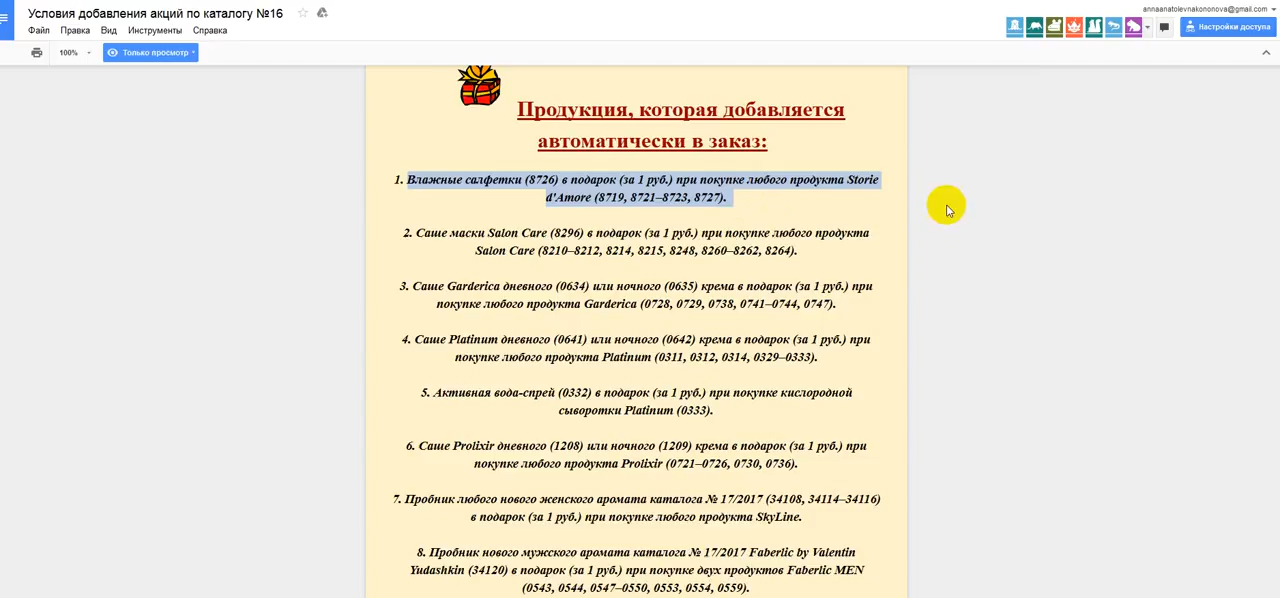 Условия добавления акций по каталогу №16
annaanatolevnakononova@gmail.com
Файл Правка Вид Инструменты Справка
Настройки доступа
100% Только просмотр
Продукция, которая добавляется
автоматически в заказ:
1. Влажные салфетки (8726) в подарок (за 1 руб.) при покупке любого продукта Storie
d'Amore (8719, 8721–8723, 8727).
2. Саше маски Salon Care (8296) в подарок (за 1 руб.) при покупке любого продукта
Salon Care (8210–8212, 8214, 8215, 8248, 8260–8262, 8264).
3. Саше Garderica дневного (0634) или ночного (0635) крема в подарок (за 1 руб.) при
покупке любого продукта Garderica (0728, 0729, 0738, 0741–0744, 0747).
4. Саше Platinum дневного (0641) или ночного (0642) крема в подарок (за 1 руб.) при
покупке любого продукта Platinum (0311, 0312, 0314, 0329–0333).
5. Активная вода-спрей (0332) в подарок (за 1 руб.) при покупке кислородной
сыворотки Platinum (0333).
6. Саше Prolixir дневного (1208) или ночного (1209) крема в подарок (за 1 руб.) при
покупке любого продукта Prolixir (0721–0726, 0730, 0736).
7. Пробник любого нового женского аромата каталога № 17/2017 (34108, 34114–34116)
в подарок (за 1 руб.) при покупке любого продукта SkyLine.
8. Пробник нового мужского аромата каталога № 17/2017 Faberlic by Valentin
Yudashkin (34120) в подарок (за 1 руб.) при покупке двух продуктов Faberlic MEN
(0543, 0544, 0547–0550, 0553, 0554, 0559).